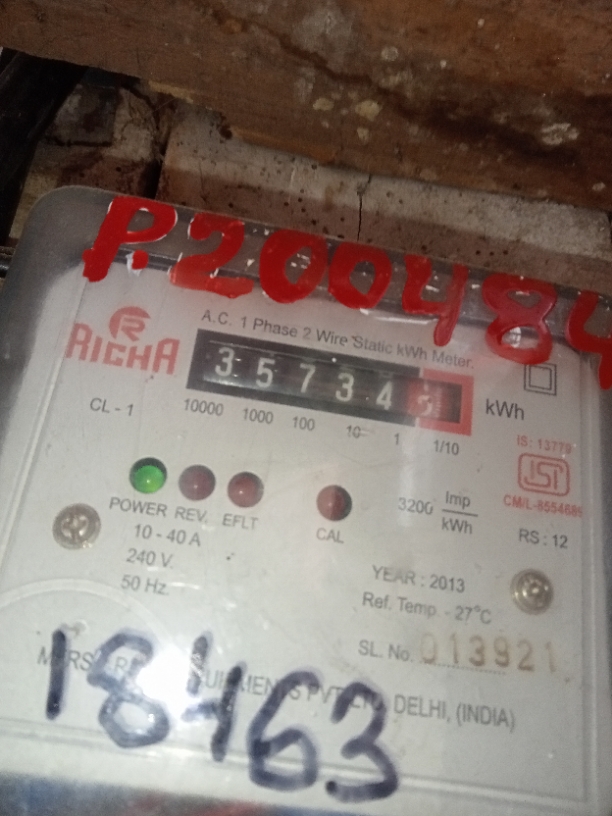 P.200484
RICHA
A.C. 1 Phase 2 Wire Static kWh Meter.
3 5 7 3 4
kWh
CL - 1
10000 1000 100 10 1 1/10
IS : 13779
ISI
POWER REV. EFLT
CAL
3200 Imp/kWh
RS : 12
10 - 40 A
240 V.
50 Hz.
YEAR : 2013
Ref. Temp. - 27°C
SL. No. 013921
PVT. LTD. DELHI, (INDIA)
18463